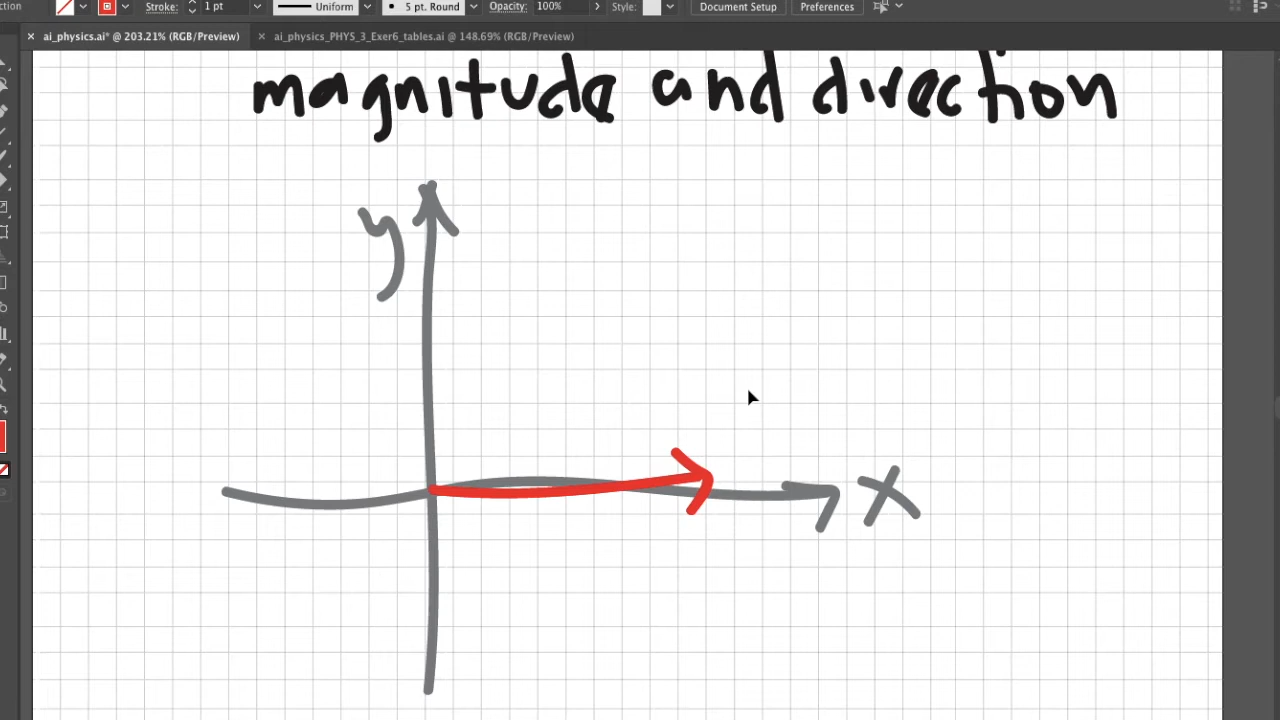 ction Stroke: 1 pt Uniform 5 pt. Round Opacity: 100% Style: Document Setup Preferences
ai_physics.ai* @ 203.21% (RGB/Preview) ai_physics_PHYS_3_Exer6_tables.ai @ 148.69% (RGB/Preview)
magnitude and direction
y
x